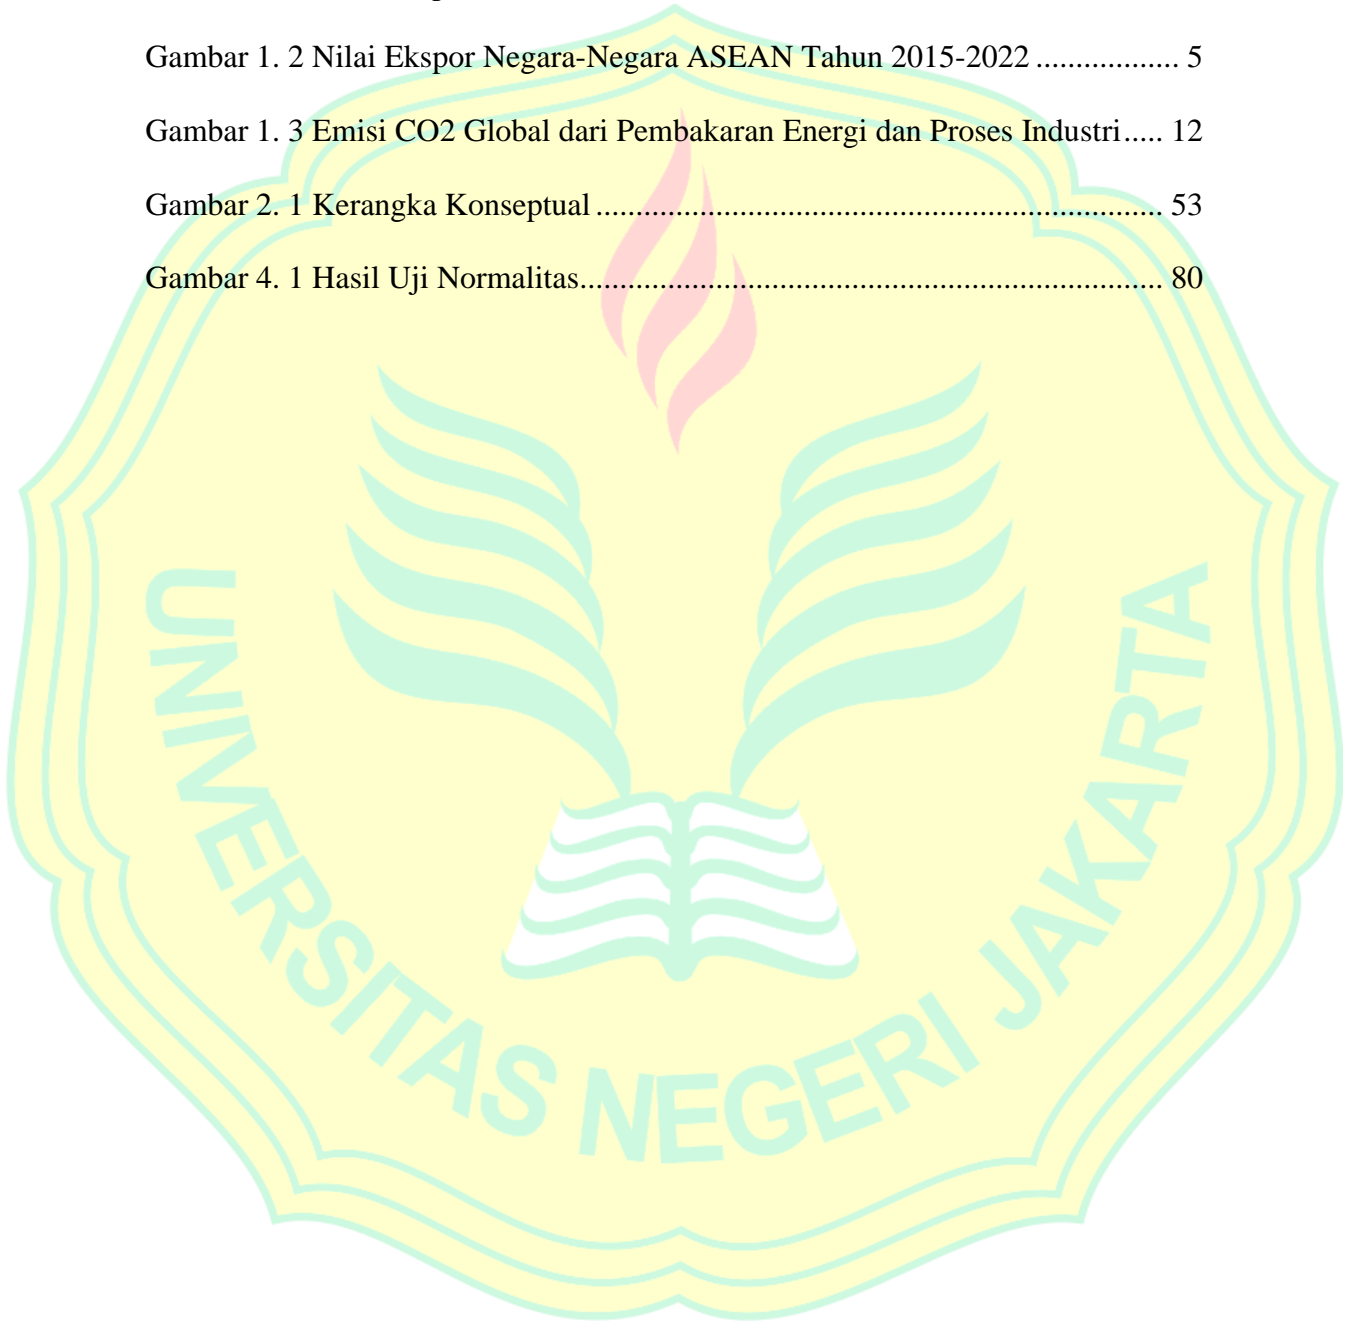 Gambar 1. 2 Nilai Ekspor Negara-Negara ASEAN Tahun 2015-2022 .................. 5
Gambar 1. 3 Emisi CO2 Global dari Pembakaran Energi dan Proses Industri..... 12
Gambar 2. 1 Kerangka Konseptual ...................................................................... 53
Gambar 4. 1 Hasil Uji Normalitas........................................................................ 80
UNIVERSITAS NEGERI JAKARTA